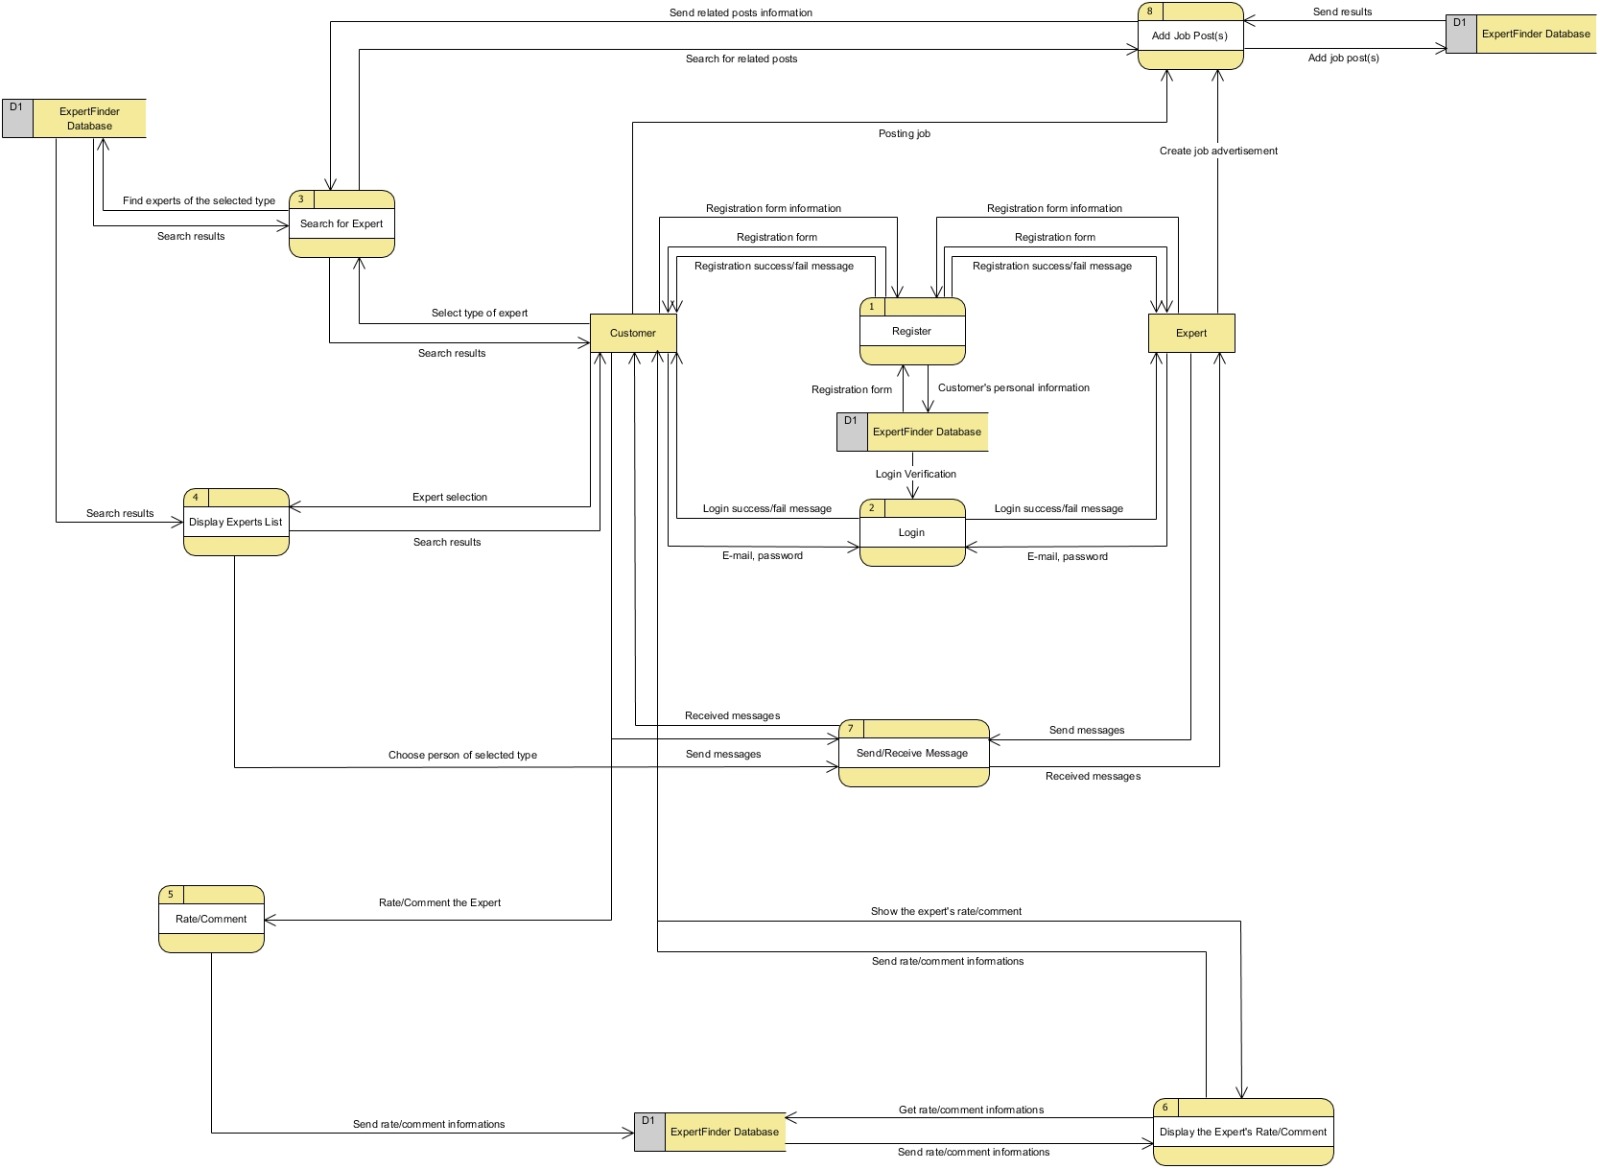 Send related posts information
8
Add Job Post(s)
Send results
D1
ExpertFinder Database
Search for related posts
Add job post(s)
D1
ExpertFinder
Database
Posting job
Create job advertisement
Find experts of the selected type
Search results
3
Search for Expert
Registration form information
Registration form information
Registration form
Registration form
Registration success/fail message
Registration success/fail message
Select type of expert
Search results
Customer
1
Register
Expert
Registration form
Customer's personal information
D1
ExpertFinder Database
Login Verification
Expert selection
4
Display Experts List
Search results
Search results
Login success/fail message
2
Login
Login success/fail message
E-mail, password
E-mail, password
Received messages
7
Send/Receive Message
Send messages
Choose person of selected type
Send messages
Received messages
5
Rate/Comment
Rate/Comment the Expert
Show the expert's rate/comment
Send rate/comment informations
Send rate/comment informations
D1
ExpertFinder Database
Get rate/comment informations
Send rate/comment informations
6
Display the Expert's Rate/Comment